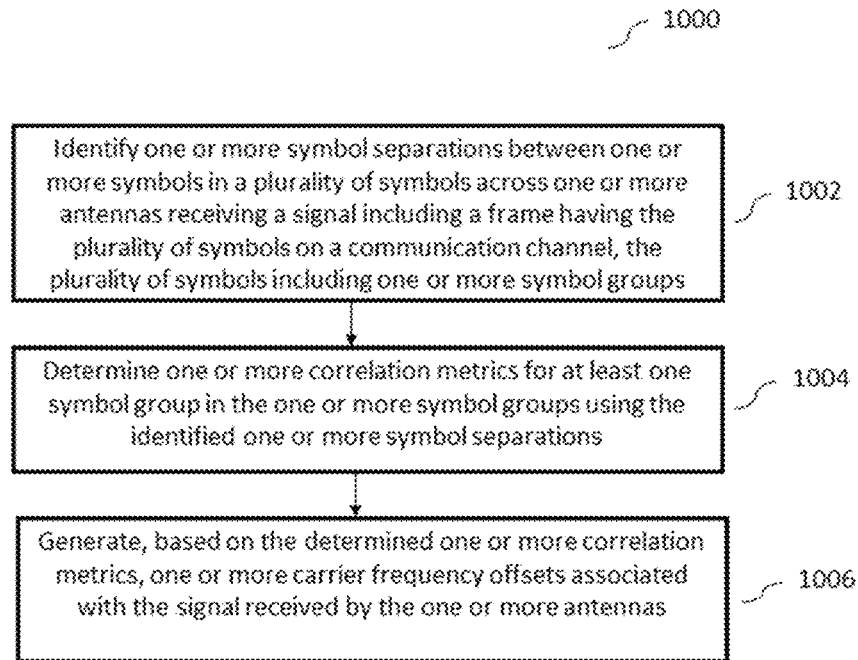 1000
Identify one or more symbol separations between one or
more symbols in a plurality of symbols across one or more
antennas receiving a signal including a frame having the
plurality of symbols on a communication channel, the
plurality of symbols including one or more symbol groups
1002
Determine one or more correlation metrics for at least one
symbol group in the one or more symbol groups using the
identified one or more symbol separations
1004
Generate, based on the determined one or more correlation
metrics, one or more carrier frequency offsets associated
with the signal received by the one or more antennas
1006